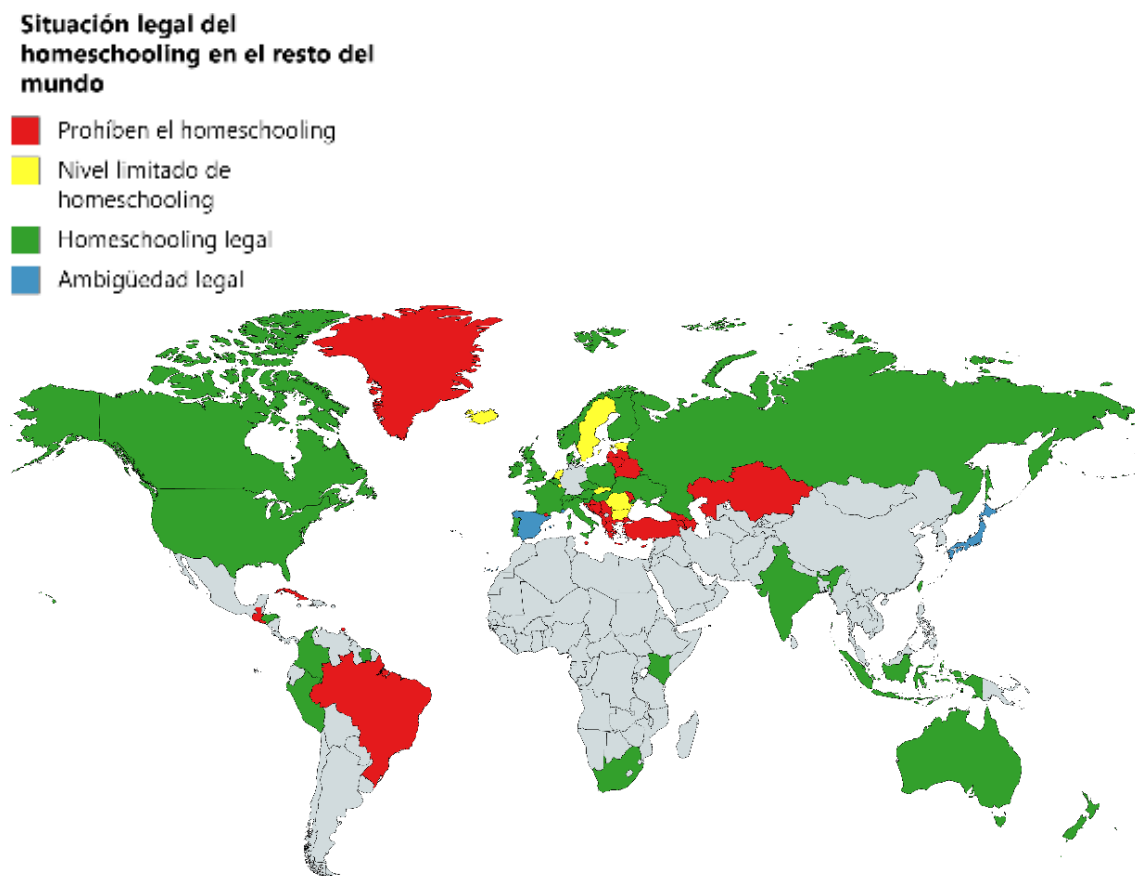 Situación legal del
homeschooling en el resto del
mundo
Prohíben el homeschooling
Nivel limitado de
homeschooling
Homeschooling legal
Ambigüedad legal